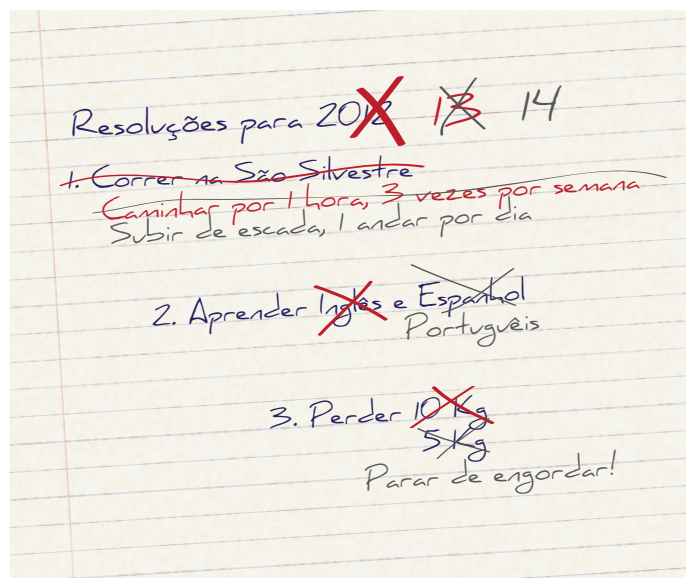 Resoluções para 2012 13 14
1. Correr na São Silvestre
Caminhar por 1 hora, 3 vezes por semana
Subir de escada, 1 andar por dia
2. Aprender Inglês e Espanhol
Portuguêis
3. Perder 10 Kg
5 Kg
Parar de engordar!